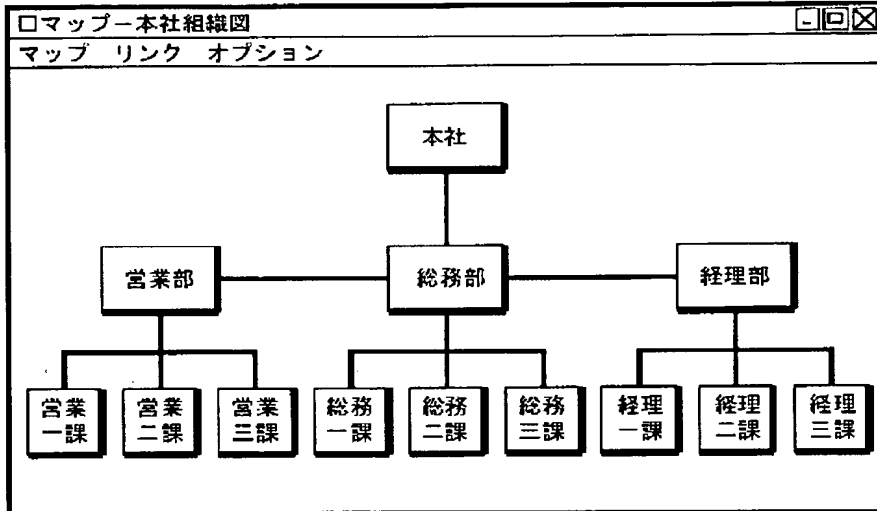 ロマップ－本社組織図
マップ リンク オプション
本社
営業部
総務部
経理部
営業
一課
営業
二課
営業
三課
総務
一課
総務
二課
総務
三課
経理
一課
経理
二課
経理
三課